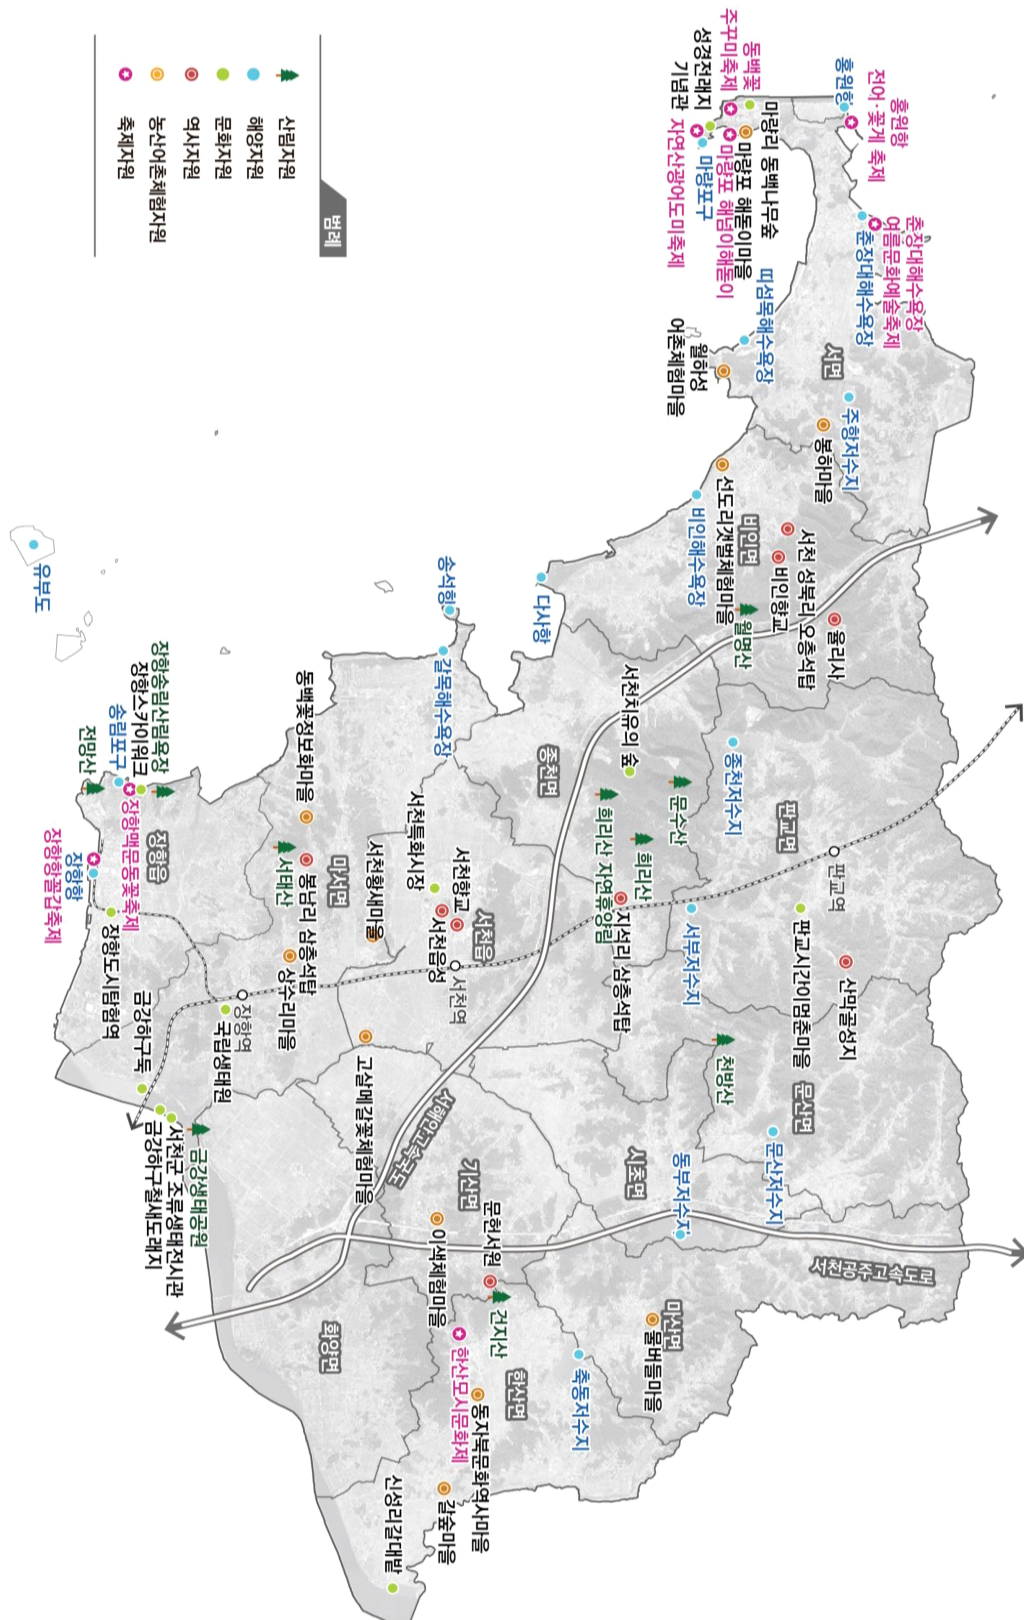 범례
산림자원
해양자원
문화자원
역사자원
농산어촌체험자원
축제자원
홍원항
전어·꽃게 축제
홍원항
춘장대해수욕장
여름문화예술축제
춘장대해수욕장
동백꽃
주꾸미축제
성경전래지
기념관
마량리 동백나무숲
마량포 해돋이마을
마량포 해넘이해돋이
마량포구
자연산광어도미축제
띠섬목해수욕장
월하성
어촌체험마을
서면
주항저수지
봉하마을
선도리갯벌체험마을
비인해수욕장
비인면
서천 성북리 오층석탑
비인향교
월명산
율리사
다사항
송석항
갈목해수욕장
유부도
서천치유의 숲
종천면
종천저수지
문수산
희리산
희리산 자연휴양림
지석리 삼층석탑
서부저수지
판교면
판교역
판교시간이멈춘마을
산막골성지
천방산
문산면
문산저수지
동부저수지
시초면
서천공주고속도로
서해안고속국도
서천특화시장
서천향교
서천읍성
서천읍
서천역
서천황새마을
동백꽃정보화마을
마서면
서태산
봉남리 삼층석탑
상수리마을
장항송림산림욕장
장항스카이워크
송림포구
전망산
장항읍
장항맥문동꽃축제
장항항
장항항꼴갑축제
장항도시탐험역
장항역
국립생태원
금강하구둑
금강생태공원
서천군 조류생태전시관
금강하구철새도래지
고살메갈꽃체험마을
기산면
이색체험마을
문헌서원
건지산
한산모시문화제
한산면
마산면
물버들마을
축동저수지
화양면
동자북문화역사마을
갈숲마을
신성리갈대밭